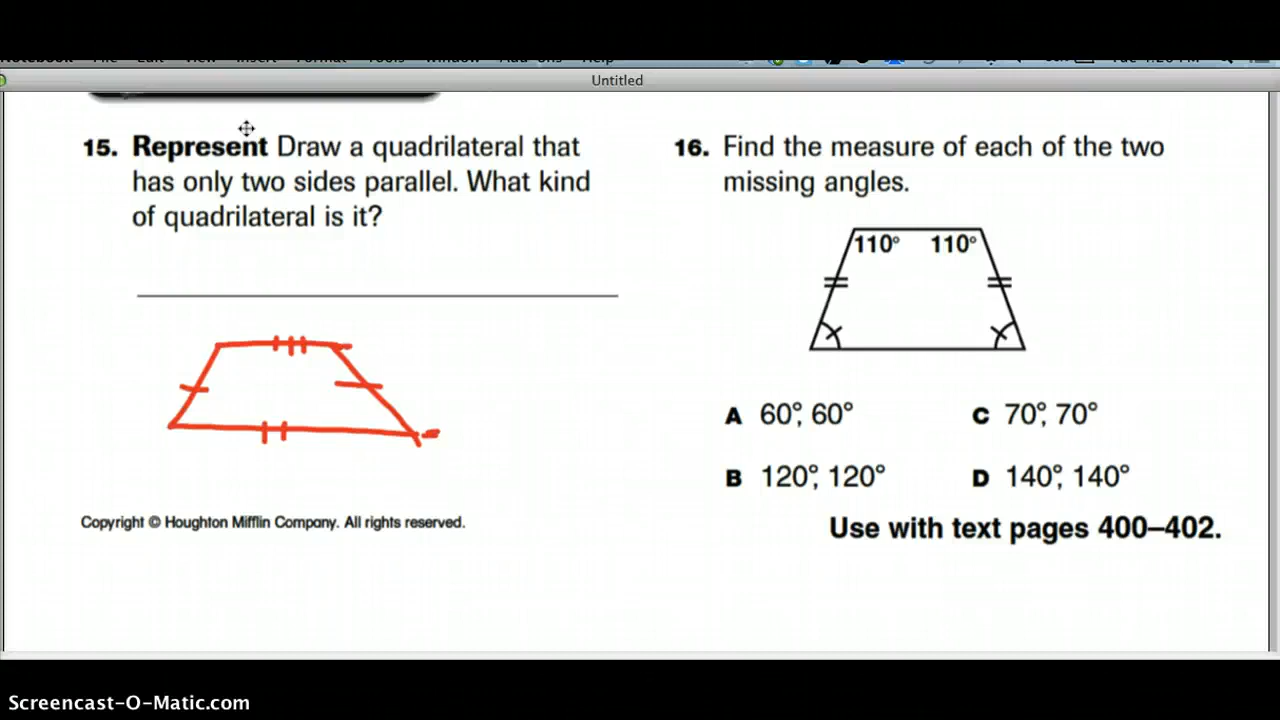 Untitled
15. Represent Draw a quadrilateral that
has only two sides parallel. What kind
of quadrilateral is it?
16. Find the measure of each of the two
missing angles.
110° 110°
A 60°, 60°
C 70°, 70°
B 120°, 120°
D 140°, 140°
Copyright © Houghton Mifflin Company. All rights reserved.
Use with text pages 400–402.
Screencast-O-Matic.com